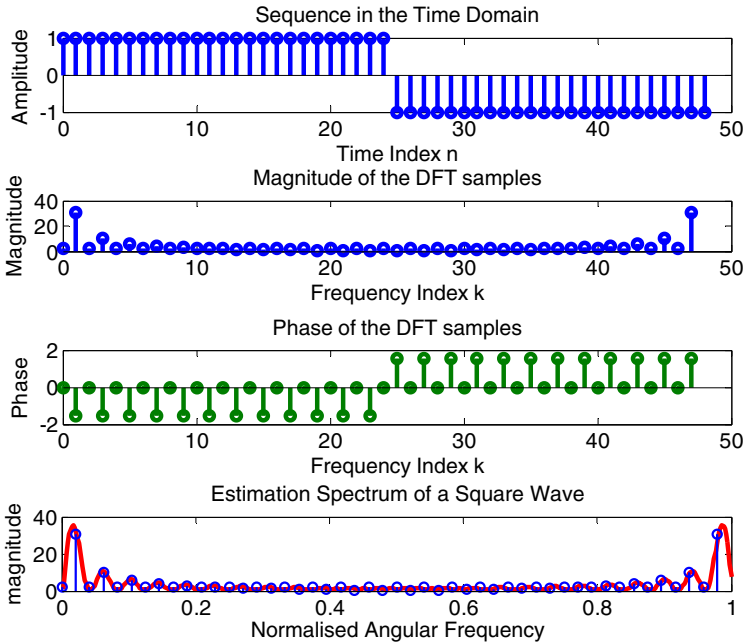 Sequence in the Time Domain
Amplitude
1
0
-1
0 10 20 30 40 50
Time Index n
Magnitude of the DFT samples
Magnitude
40
20
0
0 10 20 30 40 50
Frequency Index k
Phase of the DFT samples
Phase
2
0
-2
0 10 20 30 40 50
Frequency Index k
Estimation Spectrum of a Square Wave
magnitude
40
20
0
0 0.2 0.4 0.6 0.8 1
Normalised Angular Frequency